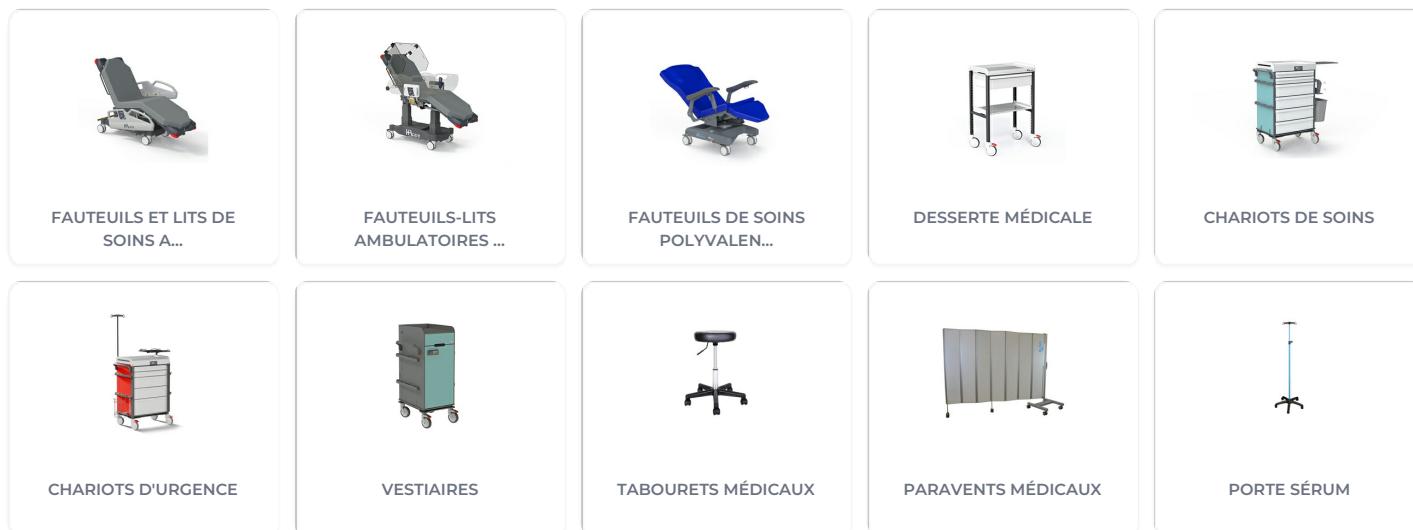 FAUTEUILS ET LITS DE
SOINS A...
FAUTEUILS-LITS
AMBULATOIRES ...
FAUTEUILS DE SOINS
POLYVALEN...
DESSERTE MÉDICALE
CHARIOTS DE SOINS
CHARIOTS D'URGENCE
VESTIAIRES
TABOURETS MÉDICAUX
PARAVENTS MÉDICAUX
PORTE SÉRUM